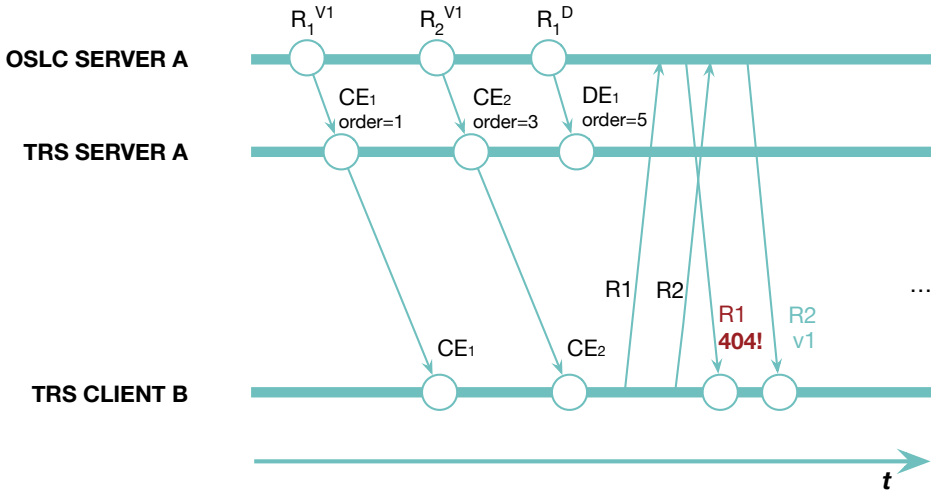 R₁ⱽ¹
R₂ⱽ¹
R₁ᴰ
OSLC SERVER A
CE₁
order=1
CE₂
order=3
DE₁
order=5
TRS SERVER A
R1
R2
R1
404!
R2
v1
...
CE₁
CE₂
TRS CLIENT B
t